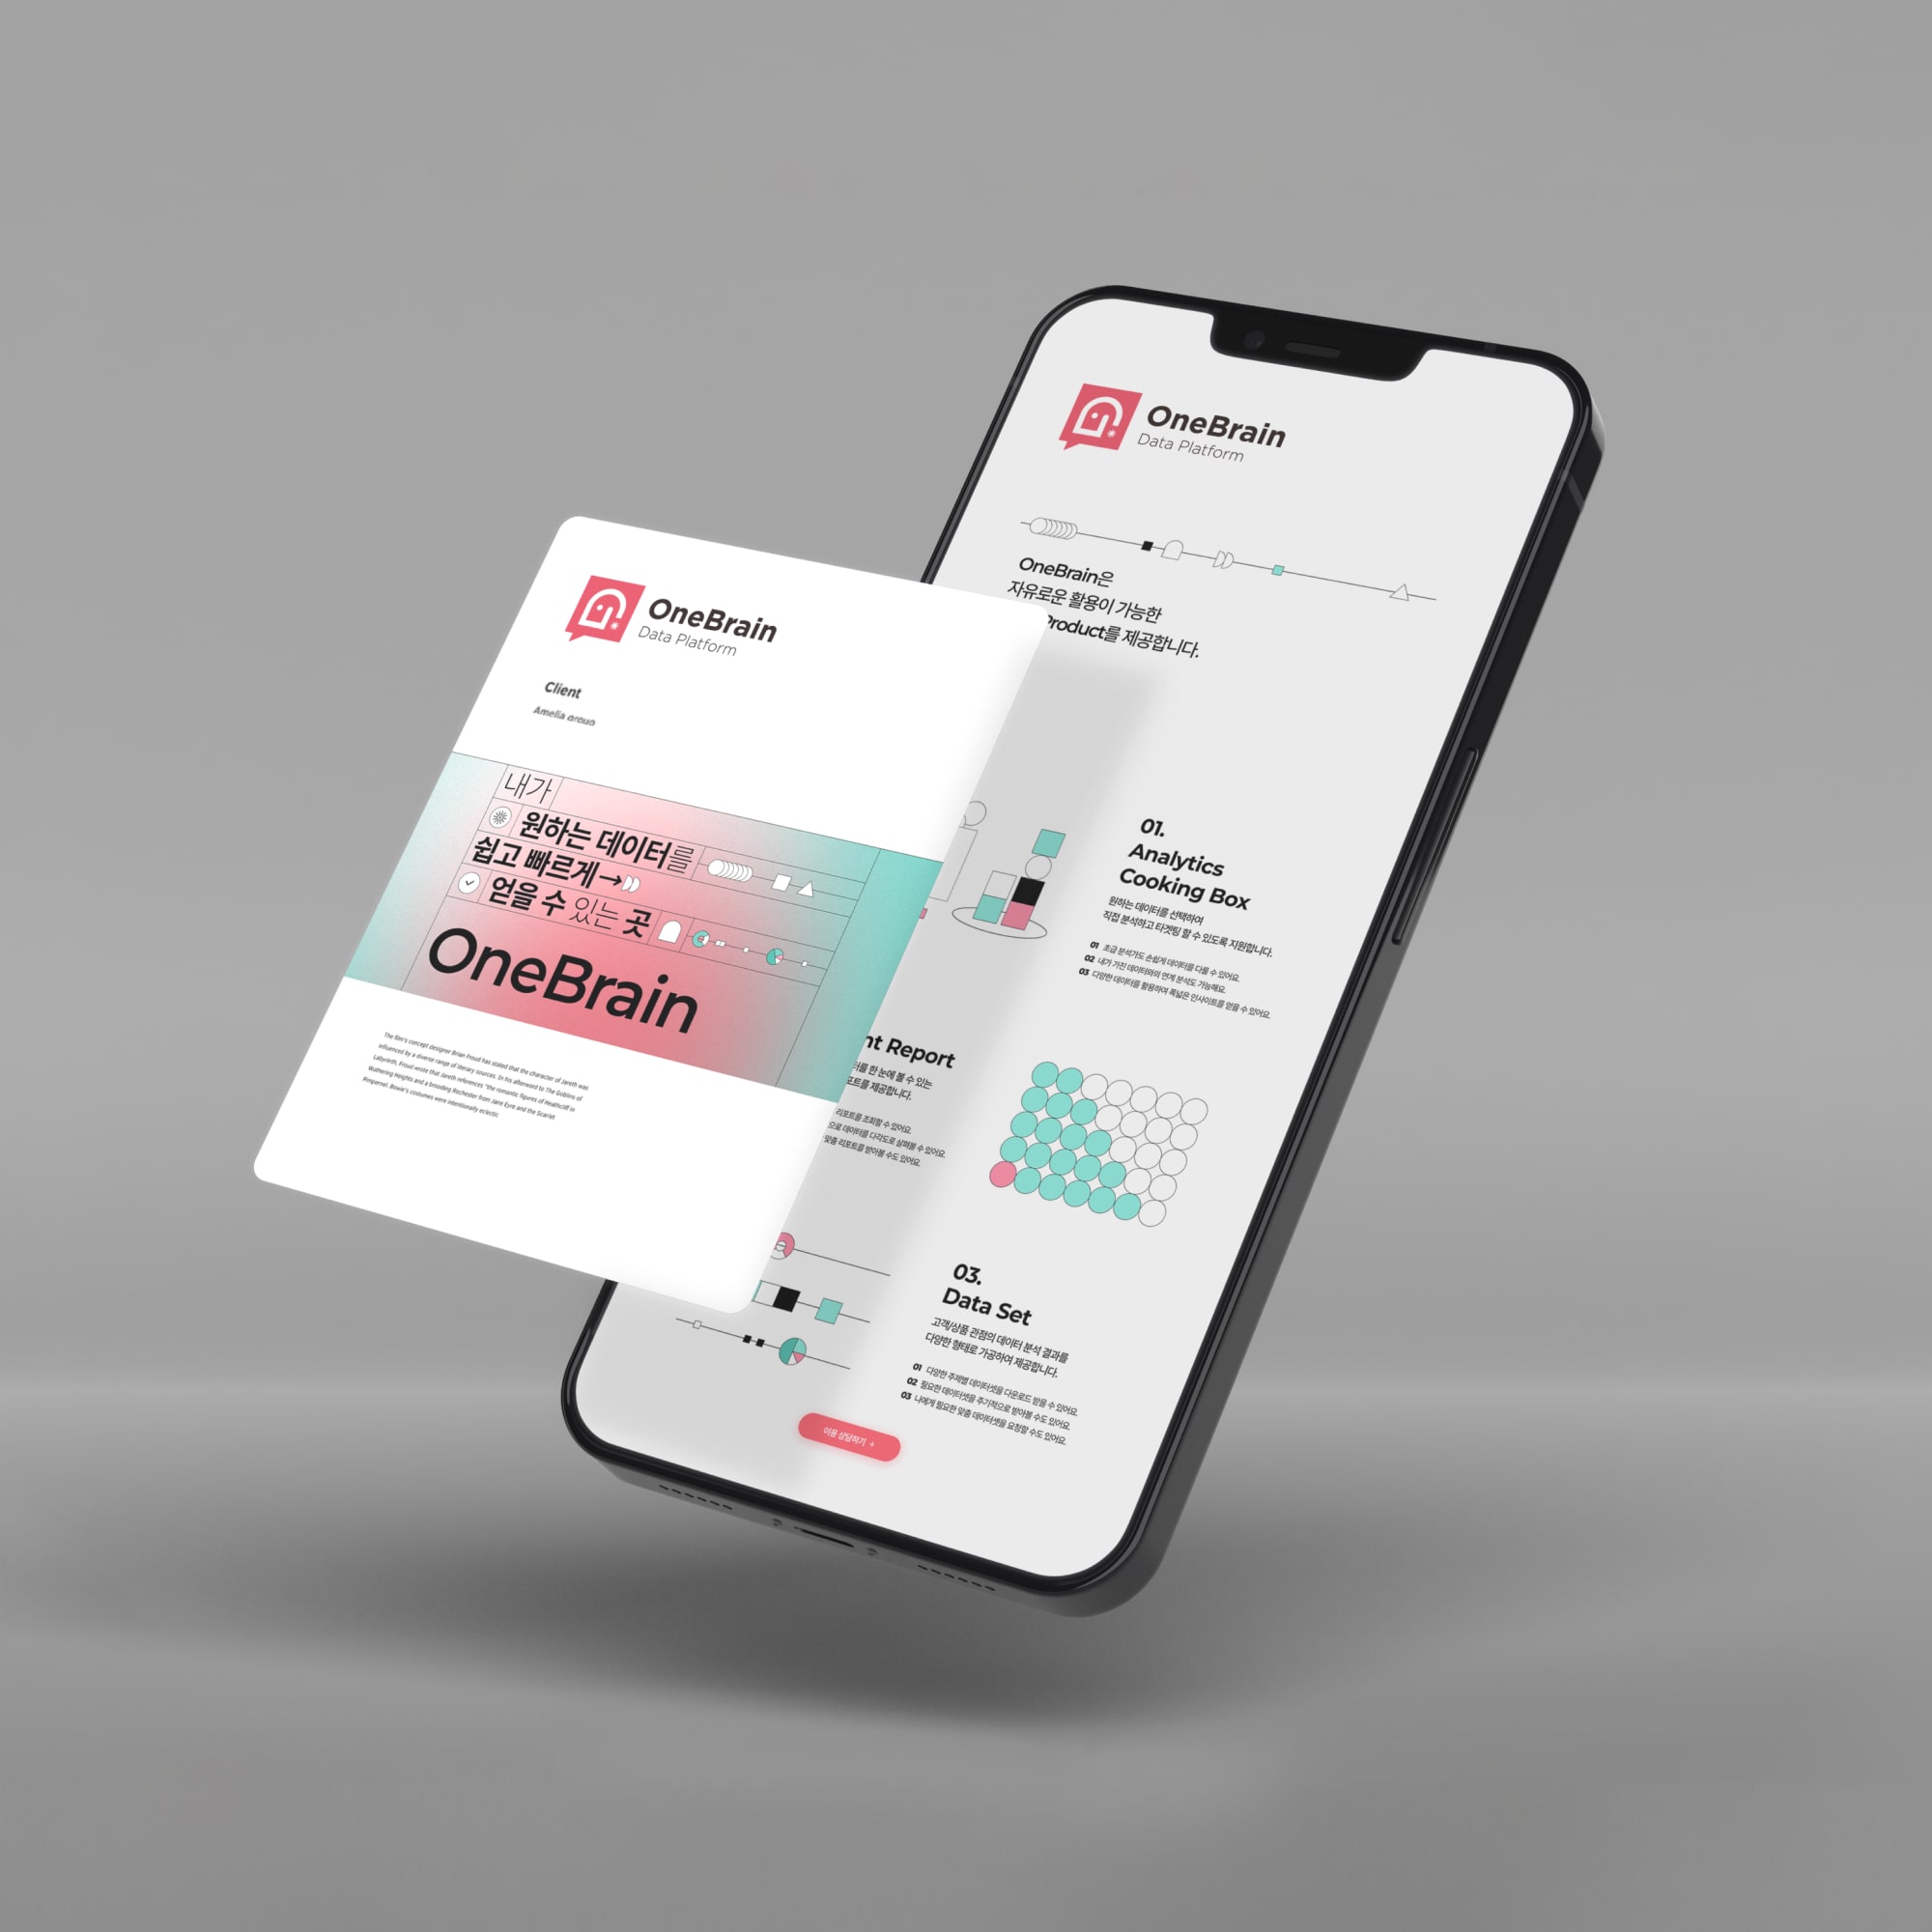 OneBrain
Data Platform
Client
Amelia group
내가
원하는 데이터를
쉽고 빠르게→
얻을 수 있는 곳
OneBrain
The film's concept designer Brian Froud has stated that the character of Jareth was
influenced by a diverse range of literary sources. In his afterword to The Goblins of
Labyrinth, Froud wrote that Jareth references "the romantic figures of Heathcliff in
Wuthering Heights and a brooding Rochester from Jane Eyre and the Scarlet
Pimpernel. Bowie's costumes were intentionally eclectic
OneBrain
Data Platform
OneBrain은
자유로운 활용이 가능한
Product를 제공합니다.
01.
Analytics
Cooking Box
원하는 데이터를 선택하여
직접 분석하고 타겟팅 할 수 있도록 지원합니다.
01 초급 분석가도 손쉽게 데이터를 다룰 수 있어요.
02 내가 가진 데이터와의 연계 분석도 가능해요.
03 다양한 데이터를 활용하여 폭넓은 인사이트를 얻을 수 있어요.
nt Report
터를 한 눈에 볼 수 있는
포트를 제공합니다.
리포트를 조회할 수 있어요.
으로 데이터를 다각도로 살펴볼 수 있어요.
맞춤 리포트를 받아볼 수도 있어요.
03.
Data Set
고객/상품 관점의 데이터 분석 결과를
다양한 형태로 가공하여 제공합니다.
01 다양한 주제별 데이터셋을 다운로드 받을 수 있어요.
02 필요한 데이터셋을 주기적으로 받아볼 수도 있어요.
03 나에게 필요한 맞춤 데이터셋을 요청할 수도 있어요.
이용 상담하기 →